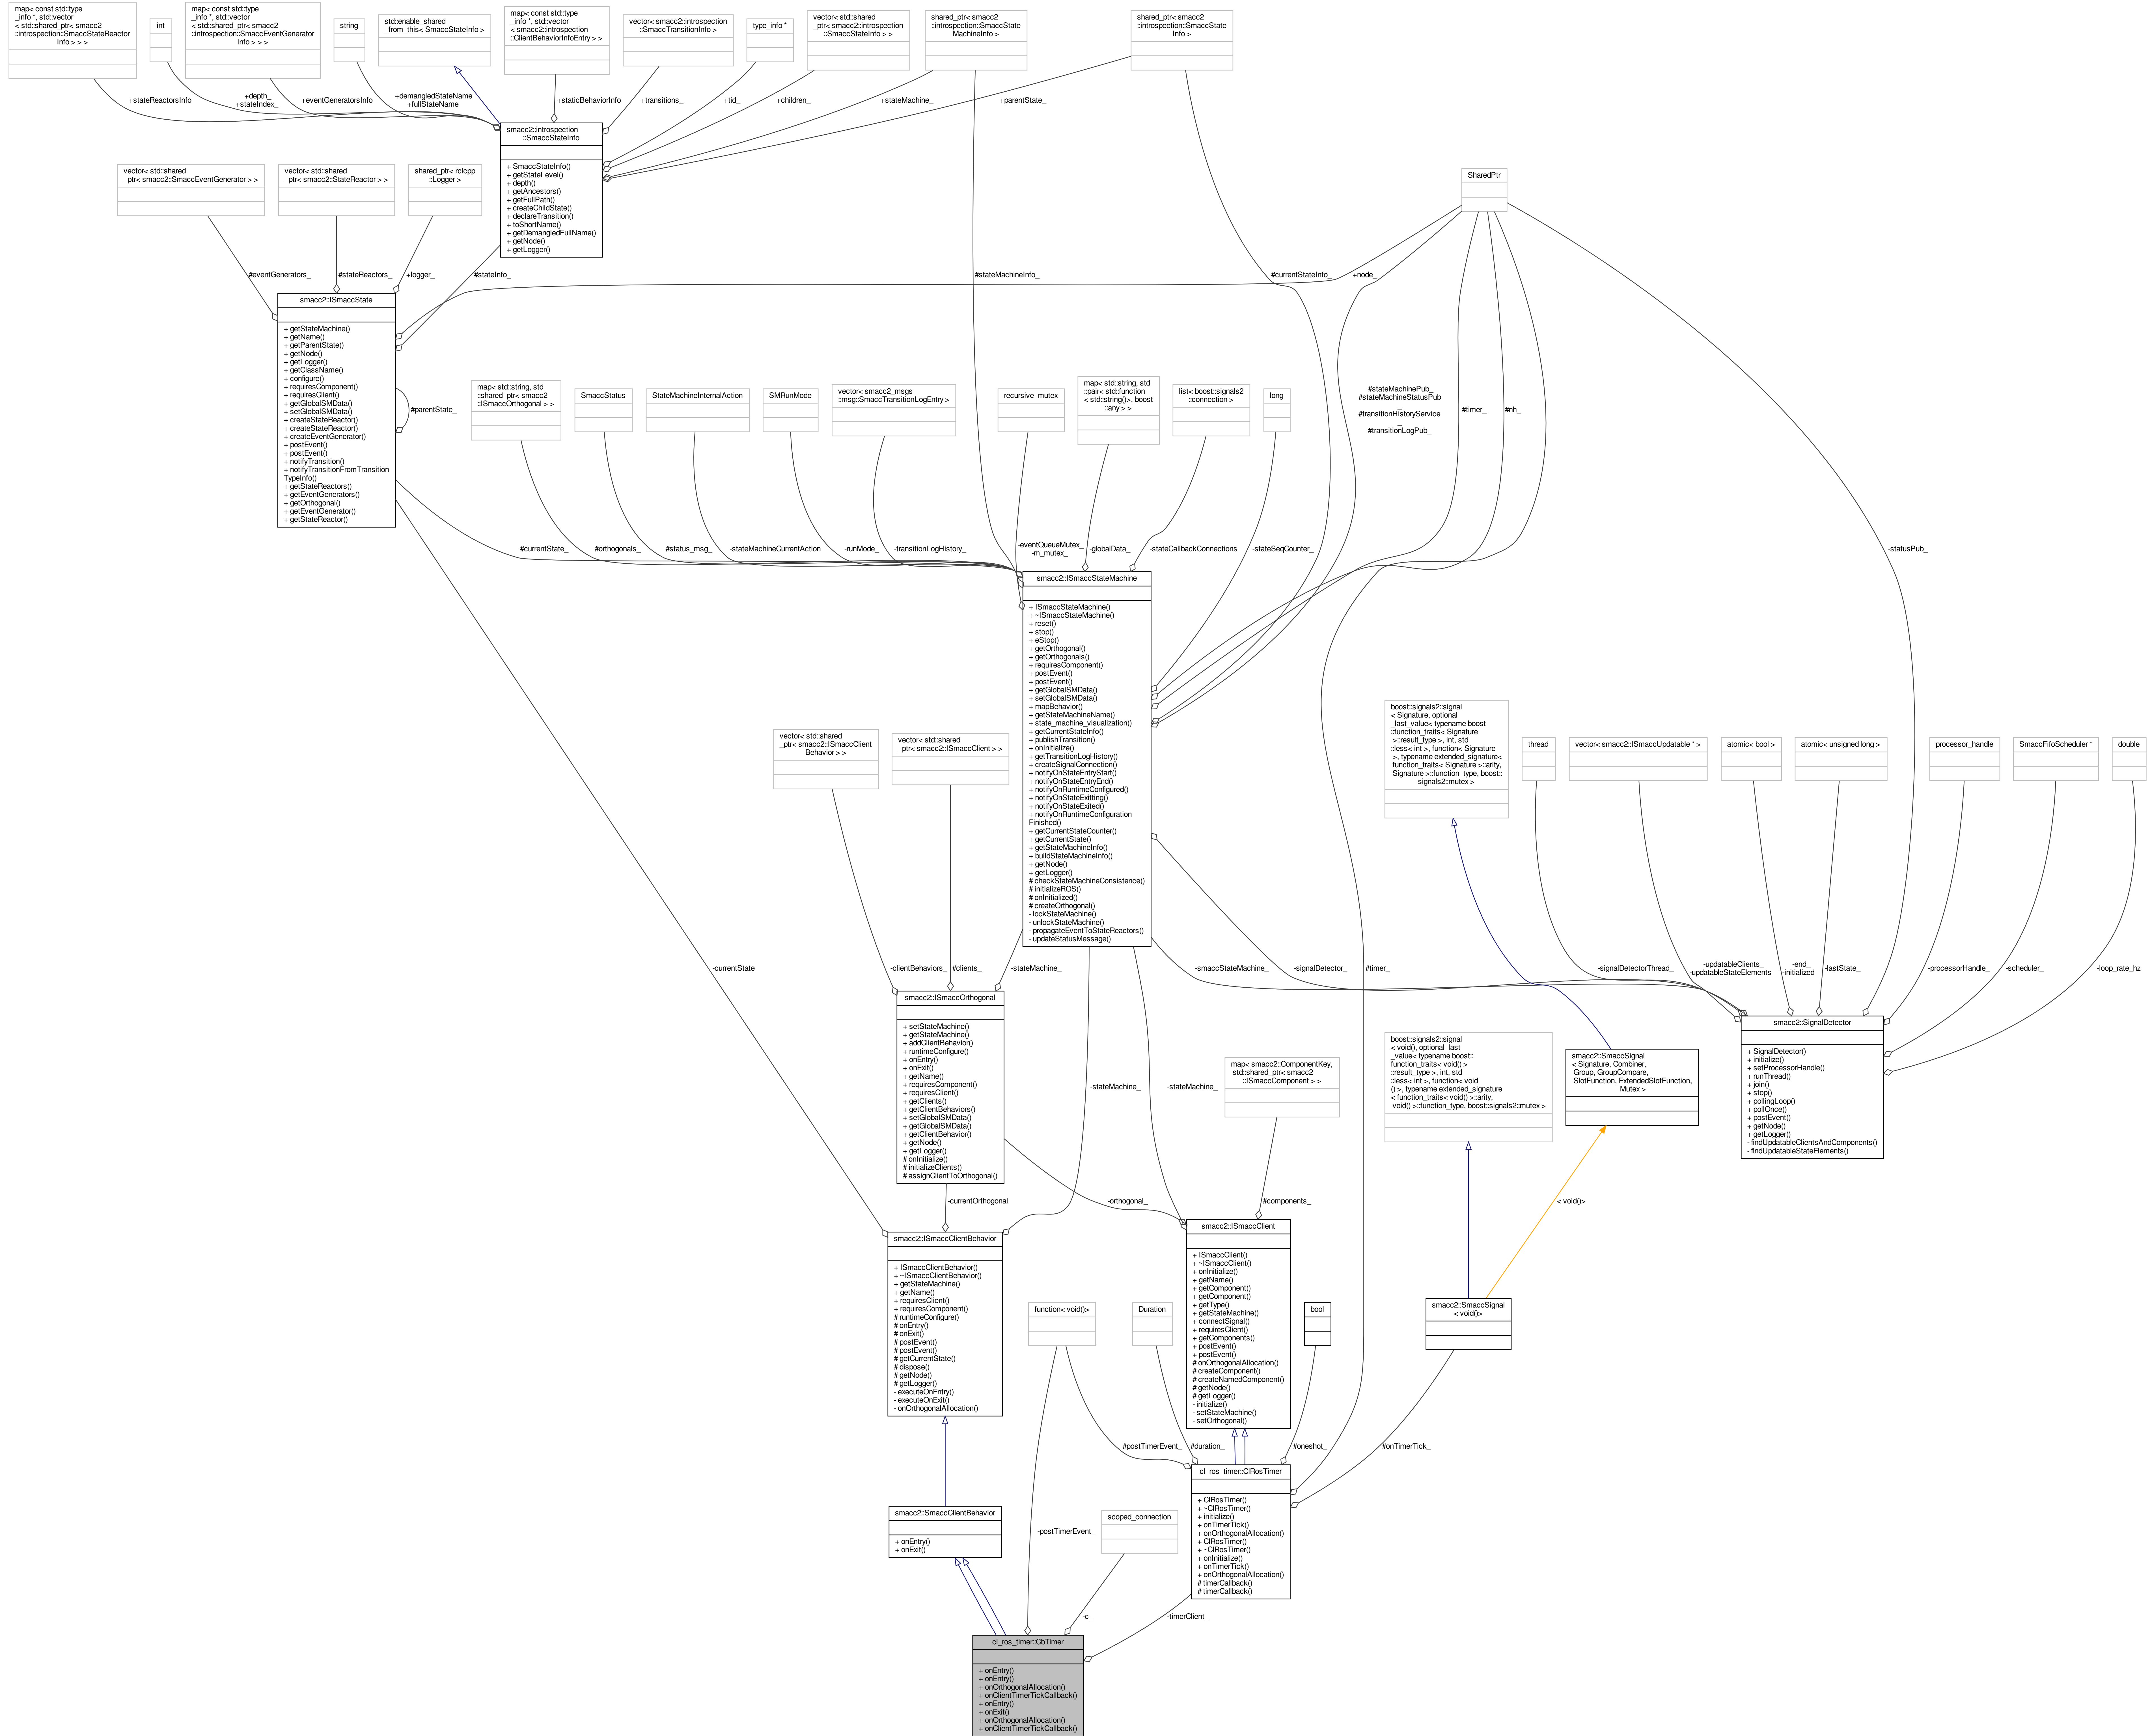 map< const std::type
_info *, std::vector
< std::shared_ptr< smacc2
::introspection::SmaccStateReactor
Info > > >
int
map< const std::type
_info *, std::vector
< std::shared_ptr< smacc2
::introspection::SmaccEventGenerator
Info > > >
string
std::enable_shared
_from_this< SmaccStateInfo >
map< const std::type
_info *, std::vector
< smacc2::introspection
::ClientBehaviorInfoEntry > >
vector< smacc2::introspection
::SmaccTransitionInfo >
type_info *
vector< std::shared
_ptr< smacc2::introspection
::SmaccStateInfo > >
shared_ptr< smacc2
::introspection::SmaccState
MachineInfo >
shared_ptr< smacc2
::introspection::SmaccState
Info >
+stateReactorsInfo
+depth_
+stateIndex_
+eventGeneratorsInfo
+demangledStateName
+fullStateName
+staticBehaviorInfo
+transitions_
+tid_
+children_
+stateMachine_
+parentState_
smacc2::introspection
::SmaccStateInfo
+ SmaccStateInfo()
+ getStateLevel()
+ depth()
+ getAncestors()
+ getFullPath()
+ createChildState()
+ declareTransition()
+ toShortName()
+ getDemangledFullName()
+ getNode()
+ getLogger()
vector< std::shared
_ptr< smacc2::SmaccEventGenerator > >
vector< std::shared
_ptr< smacc2::StateReactor > >
shared_ptr< rclcpp
::Logger >
SharedPtr
#eventGenerators_
#stateReactors_
+logger_
#stateInfo_
#stateMachineInfo_
#currentStateInfo_
+node_
smacc2::ISmaccState
+ getStateMachine()
+ getName()
+ getParentState()
+ getNode()
+ getLogger()
+ getClassName()
+ configure()
+ requiresComponent()
+ requiresClient()
+ getGlobalSMData()
+ setGlobalSMData()
+ createStateReactor()
+ createStateReactor()
+ createEventGenerator()
+ postEvent()
+ postEvent()
+ notifyTransition()
+ notifyTransitionFromTransition
TypeInfo()
+ getStateReactors()
+ getEventGenerators()
+ getOrthogonal()
+ getEventGenerator()
+ getStateReactor()
#parentState_
map< std::string, std
::shared_ptr< smacc2
::ISmaccOrthogonal > >
SmaccStatus
StateMachineInternalAction
SMRunMode
vector< smacc2_msgs
::msg::SmaccTransitionLogEntry >
recursive_mutex
map< std::string, std
::pair< std::function
< std::string()>, boost
::any > >
list< boost::signals2
::connection >
long
#stateMachinePub_
#stateMachineStatusPub
_
#transitionHistoryService
_
#transitionLogPub_
#timer_
#nh_
#currentState_
#orthogonals_
#status_msg_
-stateMachineCurrentAction
-runMode_
-transitionLogHistory_
-eventQueueMutex_
-m_mutex_
-globalData_
-stateCallbackConnections
-stateSeqCounter_
-statusPub_
smacc2::ISmaccStateMachine
+ ISmaccStateMachine()
+ ~ISmaccStateMachine()
+ reset()
+ stop()
+ eStop()
+ getOrthogonal()
+ getOrthogonals()
+ requiresComponent()
+ postEvent()
+ postEvent()
+ getGlobalSMData()
+ setGlobalSMData()
+ mapBehavior()
+ getStateMachineName()
+ state_machine_visualization()
+ getCurrentStateInfo()
+ publishTransition()
+ onInitialize()
+ getTransitionLogHistory()
+ createSignalConnection()
+ notifyOnStateEntryStart()
+ notifyOnStateEntryEnd()
+ notifyOnRuntimeConfigured()
+ notifyOnStateExitting()
+ notifyOnStateExited()
+ notifyOnRuntimeConfiguration
Finished()
+ getCurrentStateCounter()
+ getCurrentState()
+ getStateMachineInfo()
+ buildStateMachineInfo()
+ getNode()
+ getLogger()
# checkStateMachineConsistence()
# initializeROS()
# onInitialized()
# createOrthogonal()
- lockStateMachine()
- unlockStateMachine()
- propagateEventToStateReactors()
- updateStatusMessage()
vector< std::shared
_ptr< smacc2::ISmaccClient
Behavior > >
vector< std::shared
_ptr< smacc2::ISmaccClient > >
boost::signals2::signal
< Signature, optional
_last_value< typename boost
::function_traits< Signature
>::result_type >, int, std
::less< int >, function< Signature
>, typename extended_signature<
function_traits< Signature >::arity,
Signature >::function_type, boost::
signals2::mutex >
thread
vector< smacc2::ISmaccUpdatable * >
atomic< bool >
atomic< unsigned long >
processor_handle
SmaccFifoScheduler *
double
-currentState
-clientBehaviors_
#clients_
-stateMachine_
-smaccStateMachine_
-signalDetector_
#timer_
-signalDetectorThread_
-updatableClients_
-updatableStateElements_
-end_
-initialized_
-lastState_
-processorHandle_
-scheduler_
-loop_rate_hz
smacc2::ISmaccOrthogonal
+ setStateMachine()
+ getStateMachine()
+ addClientBehavior()
+ runtimeConfigure()
+ onEntry()
+ onExit()
+ getName()
+ requiresComponent()
+ requiresClient()
+ getClients()
+ getClientBehaviors()
+ setGlobalSMData()
+ getGlobalSMData()
+ getClientBehavior()
+ getNode()
+ getLogger()
# onInitialize()
# initializeClients()
# assignClientToOrthogonal()
-stateMachine_
-stateMachine_
map< smacc2::ComponentKey,
std::shared_ptr< smacc2
::ISmaccComponent > >
boost::signals2::signal
< void(), optional_last
_value< typename boost::
function_traits< void() >
::result_type >, int, std
::less< int >, function< void
() >, typename extended_signature
< function_traits< void() >::arity,
void() >::function_type, boost::signals2::mutex >
smacc2::SmaccSignal
< Signature, Combiner,
Group, GroupCompare,
SlotFunction, ExtendedSlotFunction,
Mutex >
smacc2::SignalDetector
+ SignalDetector()
+ initialize()
+ setProcessorHandle()
+ runThread()
+ join()
+ stop()
+ pollingLoop()
+ pollOnce()
+ postEvent()
+ getNode()
+ getLogger()
- findUpdatableClientsAndComponents()
- findUpdatableStateElements()
-currentOrthogonal
-orthogonal_
#components_
< void()>
smacc2::ISmaccClientBehavior
+ ISmaccClientBehavior()
+ ~ISmaccClientBehavior()
+ getStateMachine()
+ getName()
+ requiresClient()
+ requiresComponent()
# runtimeConfigure()
# onEntry()
# onExit()
# postEvent()
# postEvent()
# getCurrentState()
# dispose()
# getNode()
# getLogger()
- executeOnEntry()
- executeOnExit()
- onOrthogonalAllocation()
smacc2::ISmaccClient
+ ISmaccClient()
+ ~ISmaccClient()
+ onInitialize()
+ getName()
+ getComponent()
+ getComponent()
+ getType()
+ getStateMachine()
+ connectSignal()
+ requiresClient()
+ getComponents()
+ postEvent()
+ postEvent()
# onOrthogonalAllocation()
# createComponent()
# createNamedComponent()
# getNode()
# getLogger()
- initialize()
- setStateMachine()
- setOrthogonal()
function< void()>
Duration
bool
smacc2::SmaccSignal
< void()>
#postTimerEvent_
#duration_
#oneshot_
#onTimerTick_
cl_ros_timer::ClRosTimer
+ ClRosTimer()
+ ~ClRosTimer()
+ initialize()
+ onTimerTick()
+ onOrthogonalAllocation()
+ ClRosTimer()
+ ~ClRosTimer()
+ onInitialize()
+ onTimerTick()
+ onOrthogonalAllocation()
# timerCallback()
# timerCallback()
smacc2::SmaccClientBehavior
+ onEntry()
+ onExit()
scoped_connection
-postTimerEvent_
-c_
-timerClient_
cl_ros_timer::CbTimer
+ onEntry()
+ onEntry()
+ onOrthogonalAllocation()
+ onClientTimerTickCallback()
+ onEntry()
+ onExit()
+ onOrthogonalAllocation()
+ onClientTimerTickCallback()